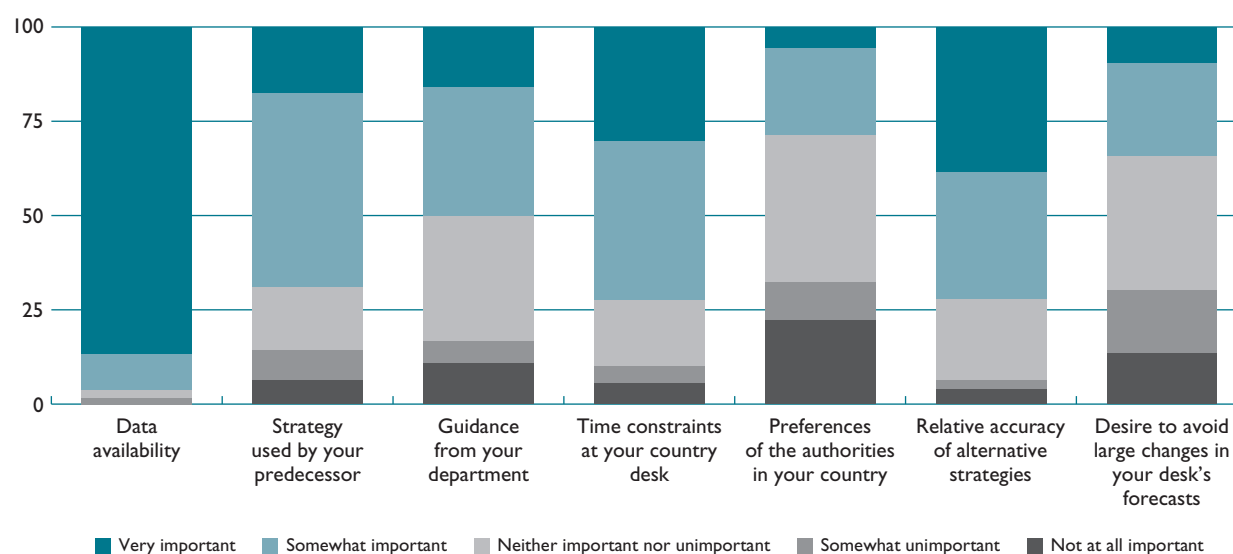 100
75
50
25
0
Data
availability
Strategy
used by your
predecessor
Guidance
from your
department
Time constraints
at your country
desk
Preferences
of the authorities
in your country
Relative accuracy
of alternative
strategies
Desire to avoid
large changes in
your desk's
forecasts
Very important
Somewhat important
Neither important nor unimportant
Somewhat unimportant
Not at all important